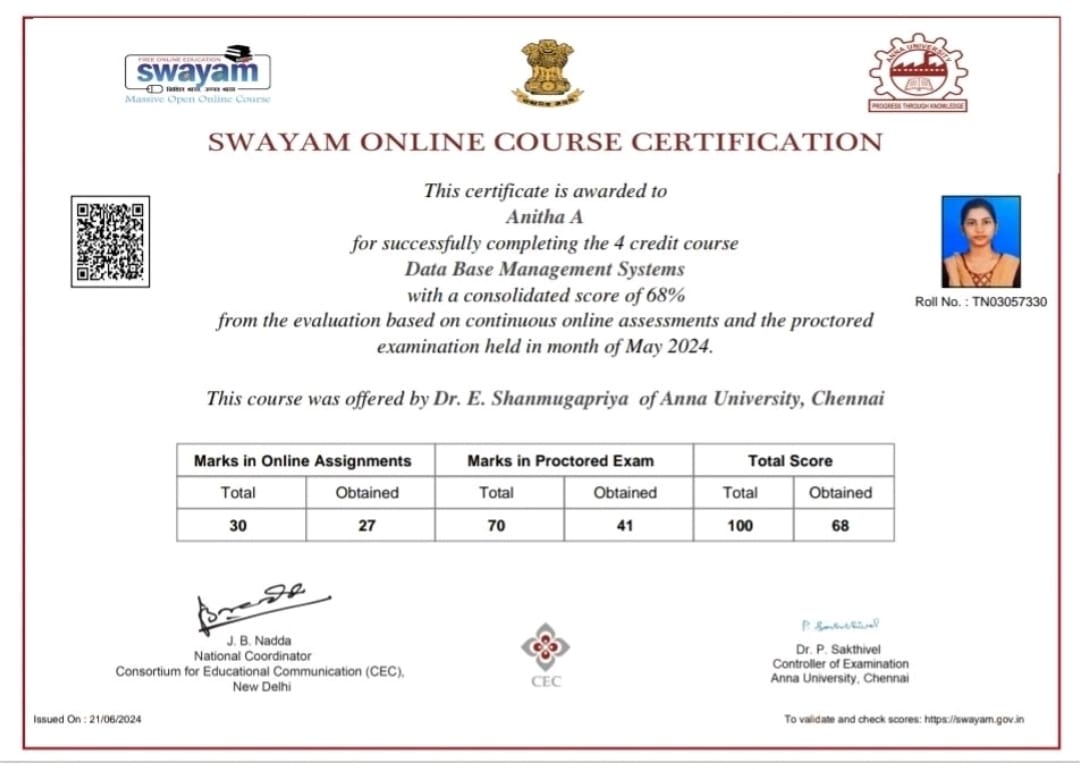 FREE ONLINE EDUCATION
swayam
शिक्षित भारत, उन्नत भारत
Massive Open Online Course
ANNA UNIVERSITY
PROGRESS THROUGH KNOWLEDGE
SWAYAM ONLINE COURSE CERTIFICATION
This certificate is awarded to
Anitha A
for successfully completing the 4 credit course
Data Base Management Systems
with a consolidated score of 68%
from the evaluation based on continuous online assessments and the proctored
examination held in month of May 2024.
Roll No. : TN03057330
This course was offered by Dr. E. Shanmugapriya of Anna University, Chennai
Marks in Online Assignments Marks in Proctored Exam Total Score
Total Obtained Total Obtained Total Obtained
30 27 70 41 100 68
J. B. Nadda
National Coordinator
Consortium for Educational Communication (CEC),
New Delhi
CEC
P. Sakthivel
Dr. P. Sakthivel
Controller of Examination
Anna University, Chennai
Issued On : 21/06/2024
To validate and check scores: https://swayam.gov.in